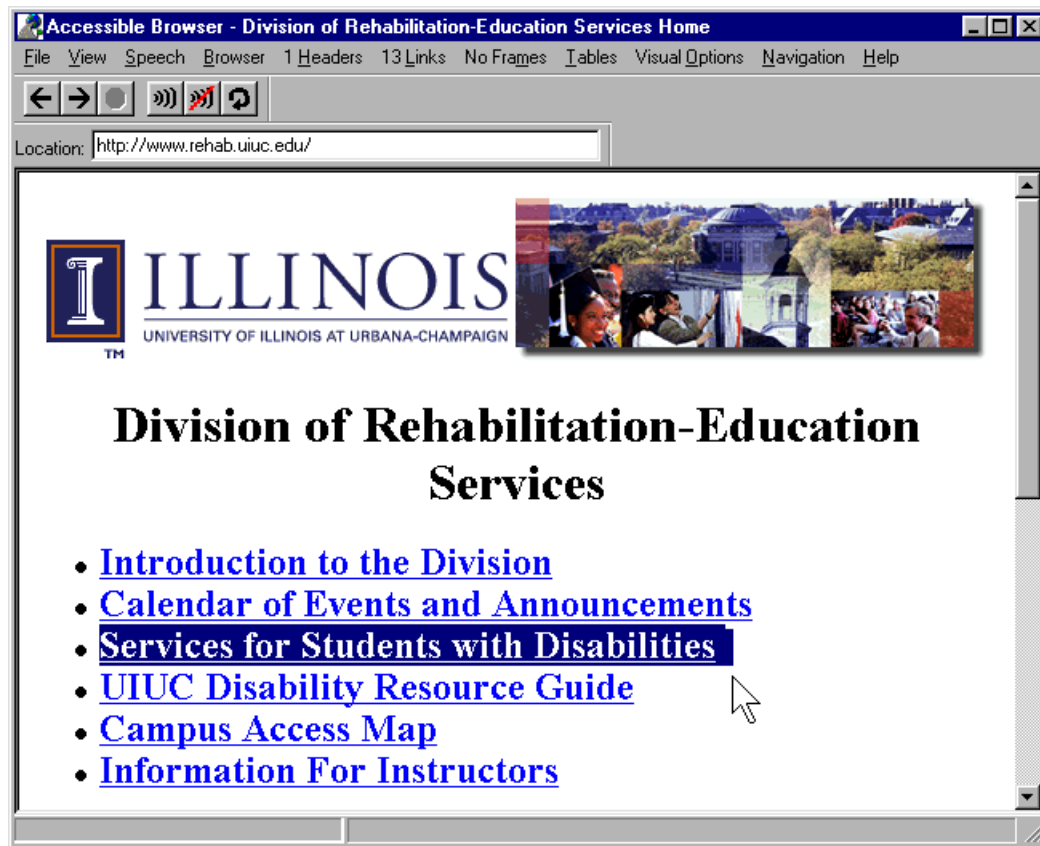 Accessible Browser - Division of Rehabilitation-Education Services Home
File View Speech Browser 1 Headers 13 Links No Frames Tables Visual Options Navigation Help
Location: http://www.rehab.uiuc.edu/
I ILLINOIS
UNIVERSITY OF ILLINOIS AT URBANA-CHAMPAIGN
TM
Division of Rehabilitation-Education
Services
• Introduction to the Division
• Calendar of Events and Announcements
• Services for Students with Disabilities
• UIUC Disability Resource Guide
• Campus Access Map
• Information For Instructors